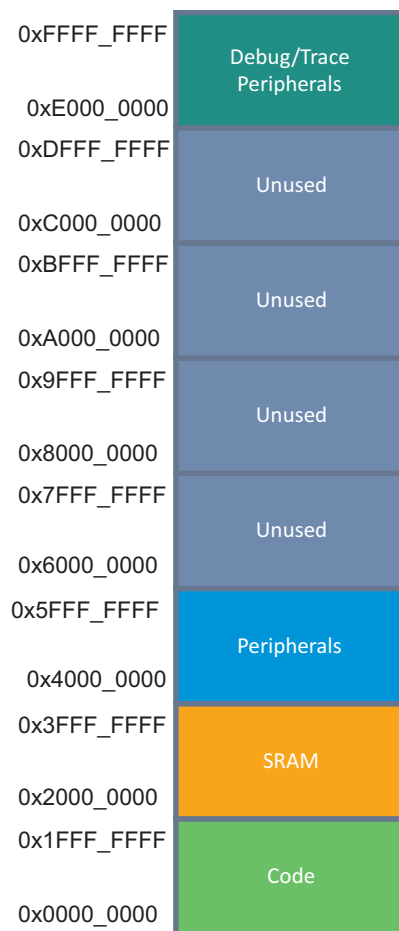 0xFFFF_FFFF
Debug/Trace
Peripherals
0xE000_0000
0xDFFF_FFFF
Unused
0xC000_0000
0xBFFF_FFFF
Unused
0xA000_0000
0x9FFF_FFFF
Unused
0x8000_0000
0x7FFF_FFFF
Unused
0x6000_0000
0x5FFF_FFFF
Peripherals
0x4000_0000
0x3FFF_FFFF
SRAM
0x2000_0000
0x1FFF_FFFF
Code
0x0000_0000